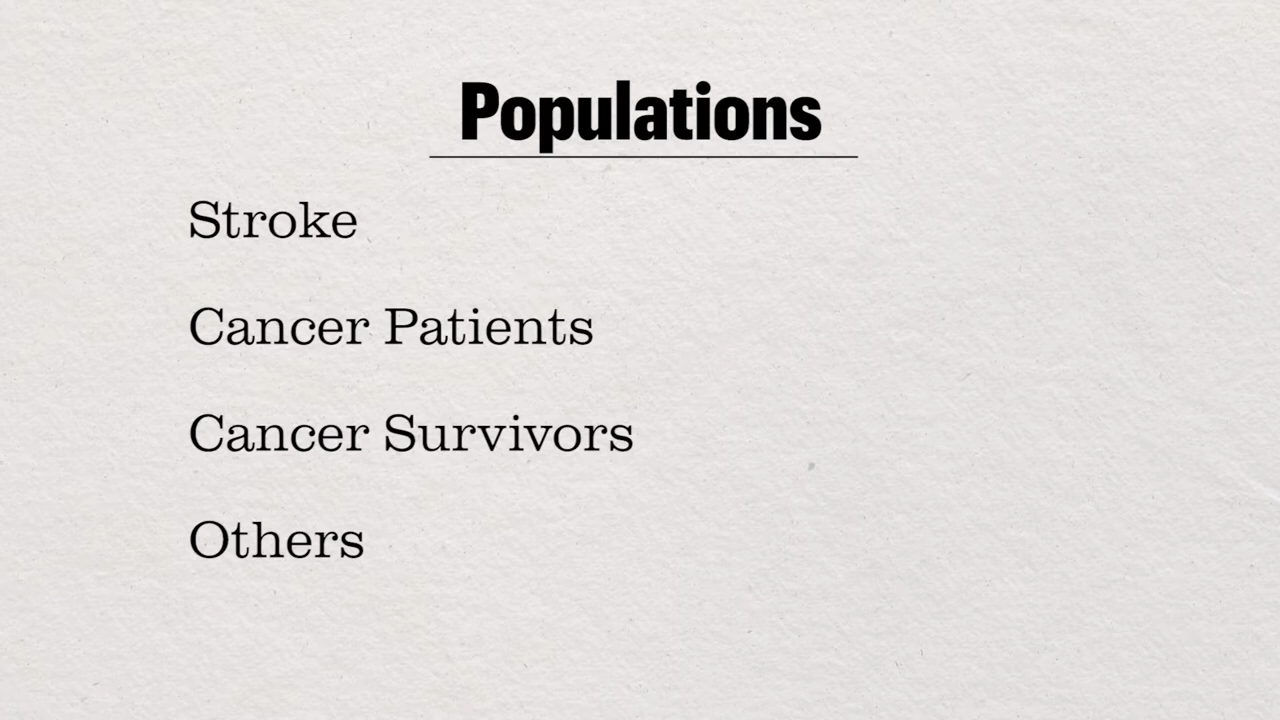 Populations
Stroke
Cancer Patients
Cancer Survivors
Others